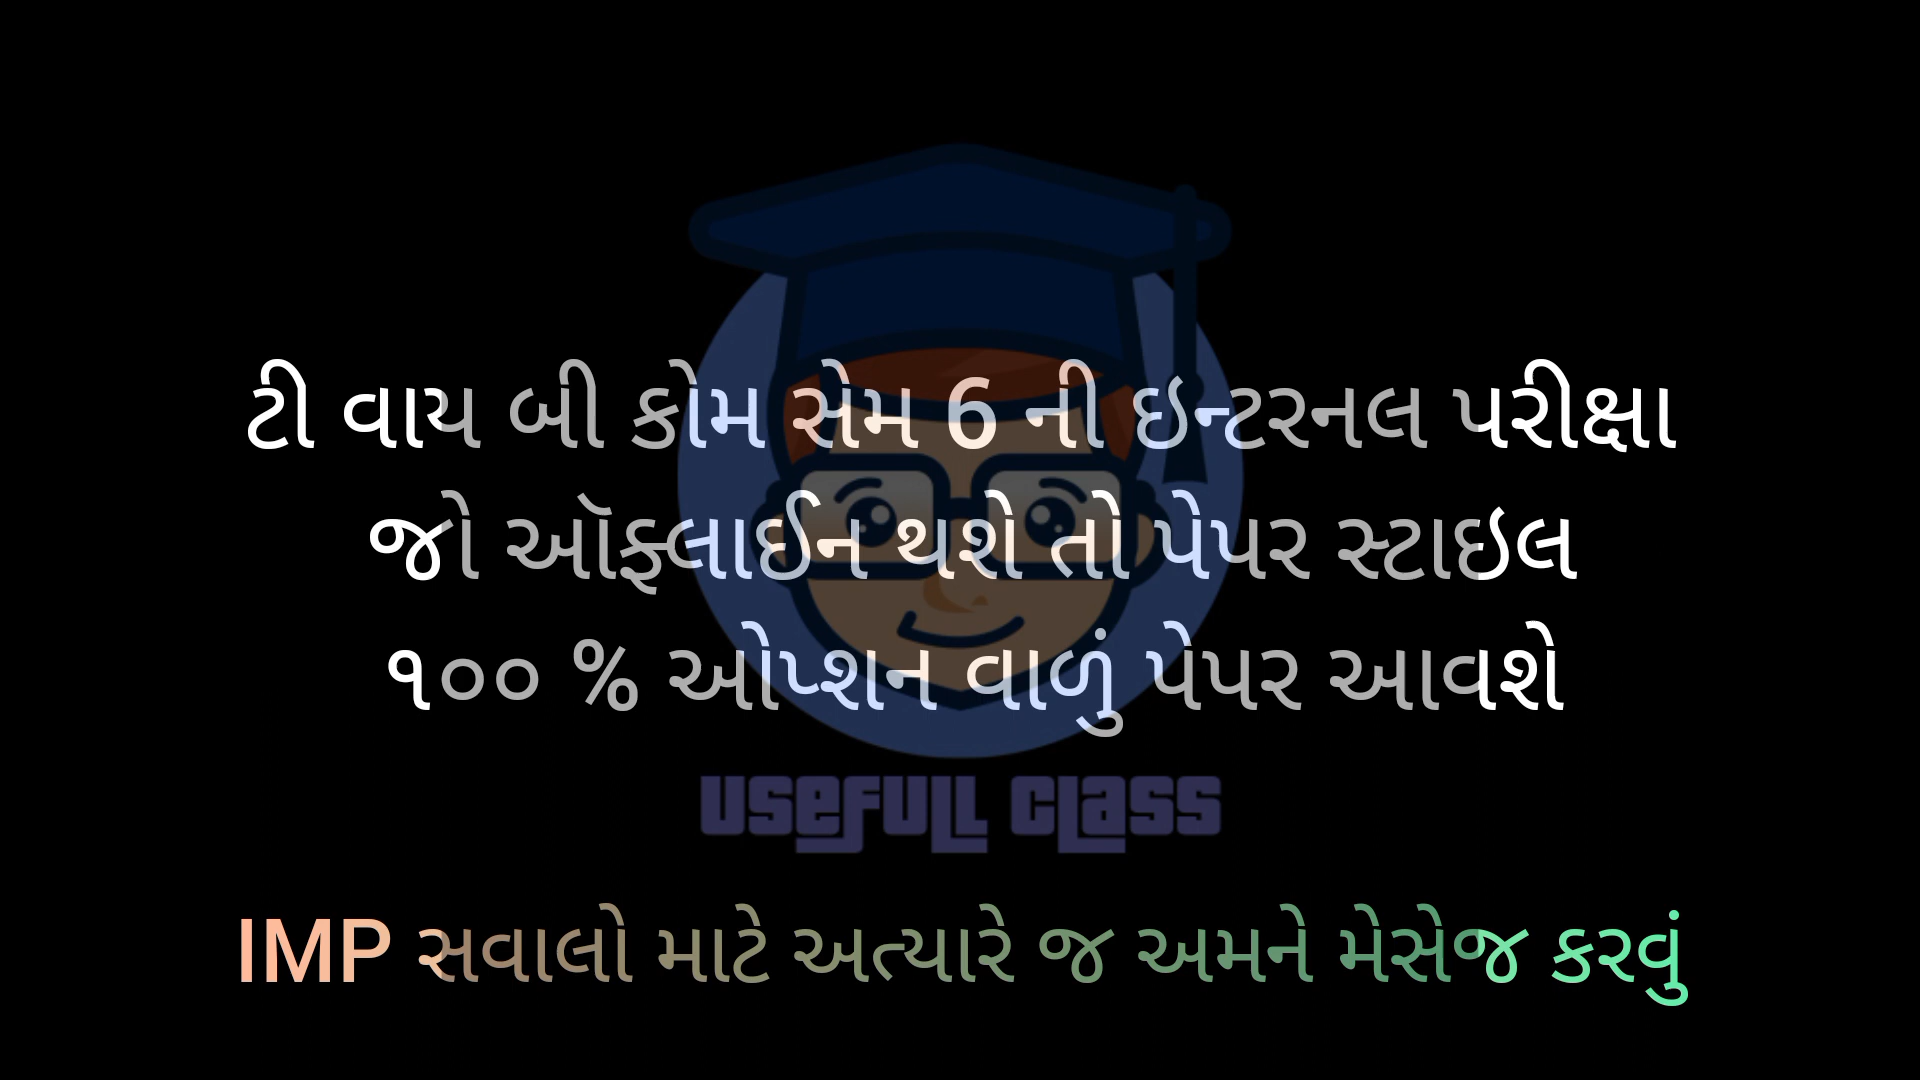 ટી વાય બી કોમ સેમ 6 ની ઇન્ટરનલ પરીક્ષા
જો ઑફ્લાઈન થશે તો પેપર સ્ટાઇલ
૧૦૦ % ઓપ્શન વાળું પેપર આવશે
USEFULL CLASS
IMP સવાલો માટે અત્યારે જ અમને મેસેજ કરવું